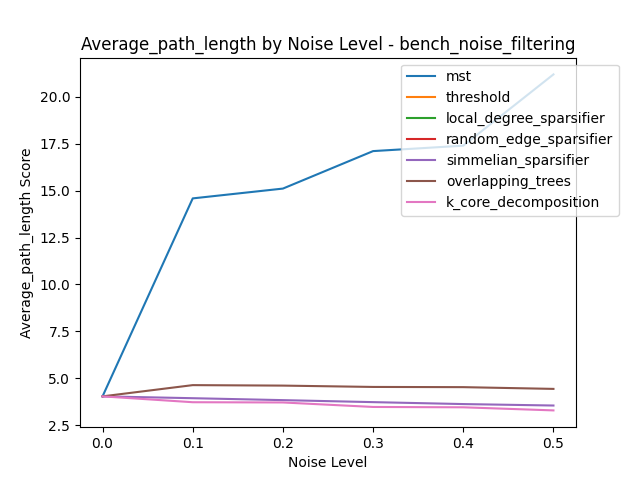 Average_path_length by Noise Level - bench_noise_filtering
Average_path_length Score
20.0
17.5
15.0
12.5
10.0
7.5
5.0
2.5
mst
threshold
local_degree_sparsifier
random_edge_sparsifier
simmelian_sparsifier
overlapping_trees
k_core_decomposition
0.0 0.1 0.2 0.3 0.4 0.5
Noise Level